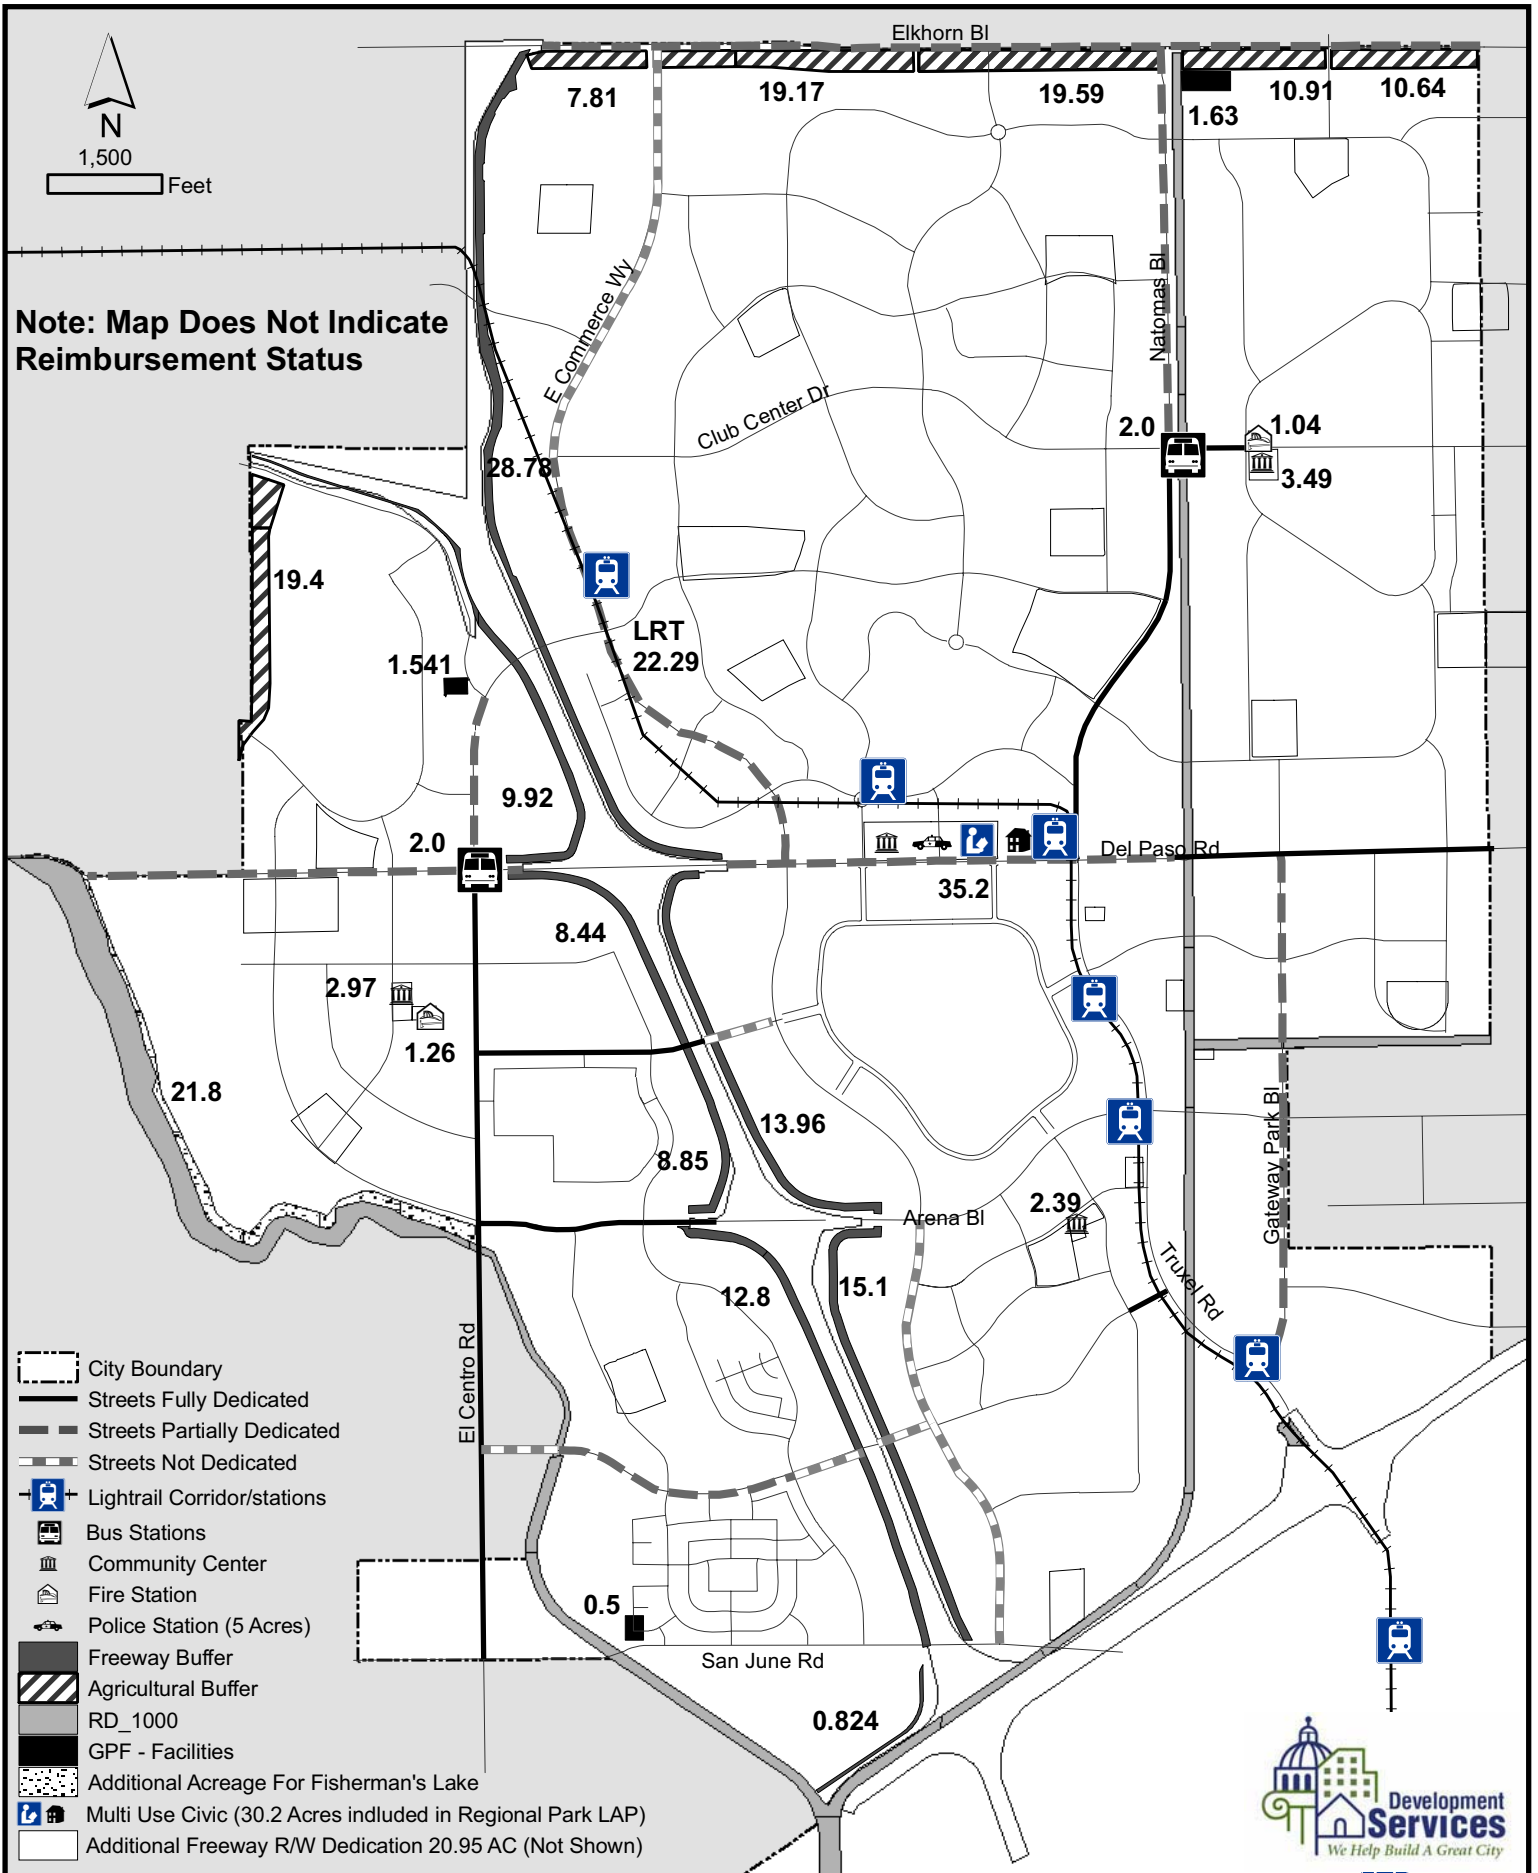 Elkhorn Bl
7.81
19.17
19.59
10.91
10.64
1.63
N
1,500
Feet
Note: Map Does Not Indicate
Reimbursement Status
E Commerce Wy
Natomas Bl
Club Center Dr
2.0
1.04
3.49
28.78
19.4
LRT
22.29
1.541
9.92
2.0
Del Paso Rd
35.2
8.44
2.97
1.26
21.8
13.96
8.85
Gateway Park Bl
2.39
Arena Bl
Truxel Rd
12.8
15.1
El Centro Rd
City Boundary
Streets Fully Dedicated
Streets Partially Dedicated
Streets Not Dedicated
Lightrail Corridor/stations
Bus Stations
Community Center
Fire Station
Police Station (5 Acres)
Freeway Buffer
Agricultural Buffer
RD_1000
GPF - Facilities
Additional Acreage For Fisherman's Lake
Multi Use Civic (30.2 Acres indluded in Regional Park LAP)
Additional Freeway R/W Dedication 20.95 AC (Not Shown)
0.5
San June Rd
0.824
Development
Services
We Help Build A Great City